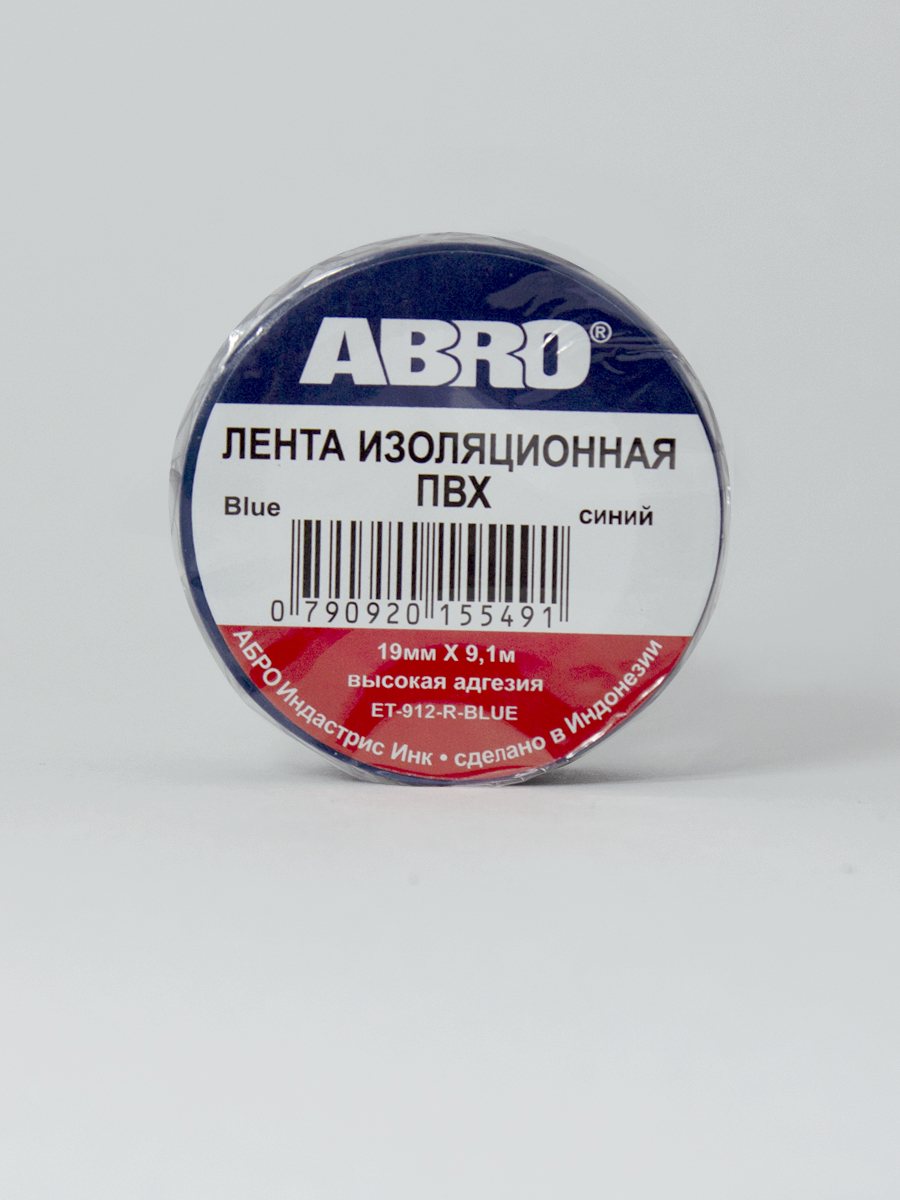 ABRO®
ЛЕНТА ИЗОЛЯЦИОННАЯ
ПВХ
Blue
синий
0 790920 155491
19мм X 9,1м
высокая адгезия
ET-912-R-BLUE
АБРО Индастрис Инк • сделано в Индонезии